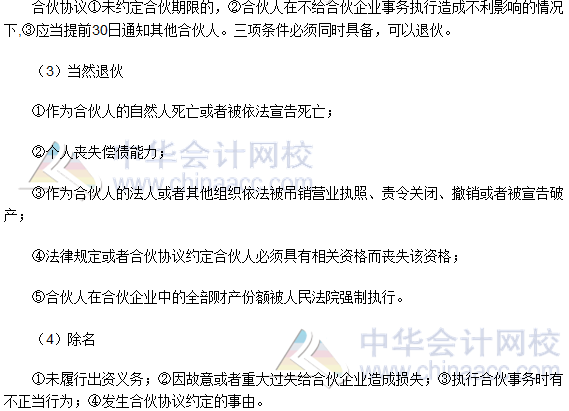 合伙协议①未约定合伙期限的，②合伙人在不给合伙企业事务执行造成不利影响的情况
下,③应当提前30日通知其他合伙人。三项条件必须同时具备，可以退伙。
（3）当然退伙
①作为合伙人的自然人死亡或者被依法宣告死亡；
②个人丧失偿债能力；
中华会计网校
www.chinaacc.com
③作为合伙人的法人或者其他组织依法被吊销营业执照、责令关闭、撤销或者被宣告破
产；
④法律规定或者合伙协议约定合伙人必须具有相关资格而丧失该资格；
⑤合伙人在合伙企业中的全部财产份额被人民法院强制执行。
（4）除名
中华会计网校
www.chinaacc.com
①未履行出资义务；②因故意或者重大过失给合伙企业造成损失；③执行合伙事务时有
不正当行为；④发生合伙协议约定的事由。